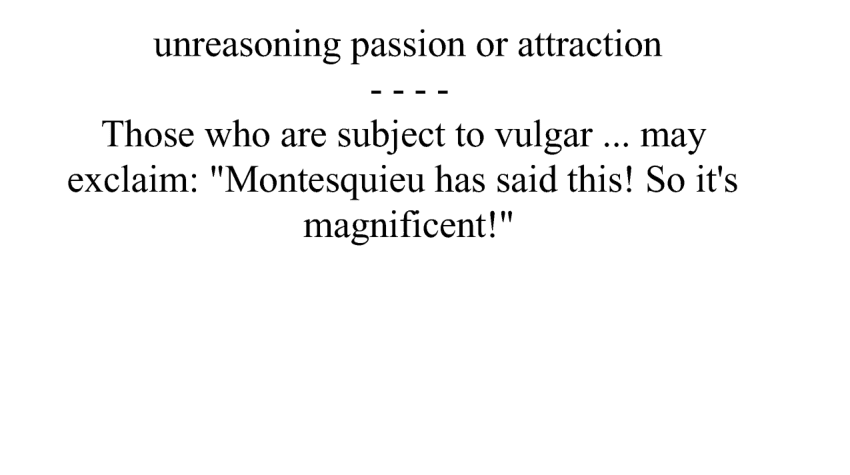 unreasoning passion or attraction
- - - -
Those who are subject to vulgar ... may
exclaim: "Montesquieu has said this! So it's
magnificent!"